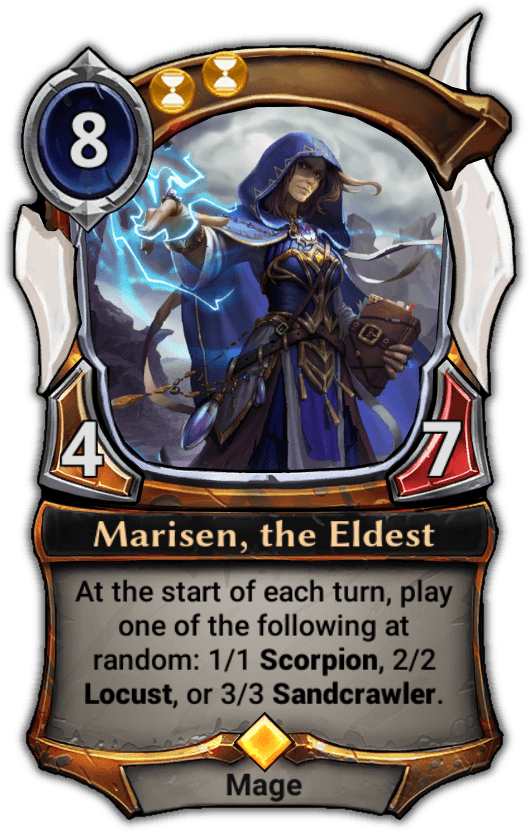 8
4
7
Marisen, the Eldest
At the start of each turn, play
one of the following at
random: 1/1 Scorpion, 2/2
Locust, or 3/3 Sandcrawler.
Mage